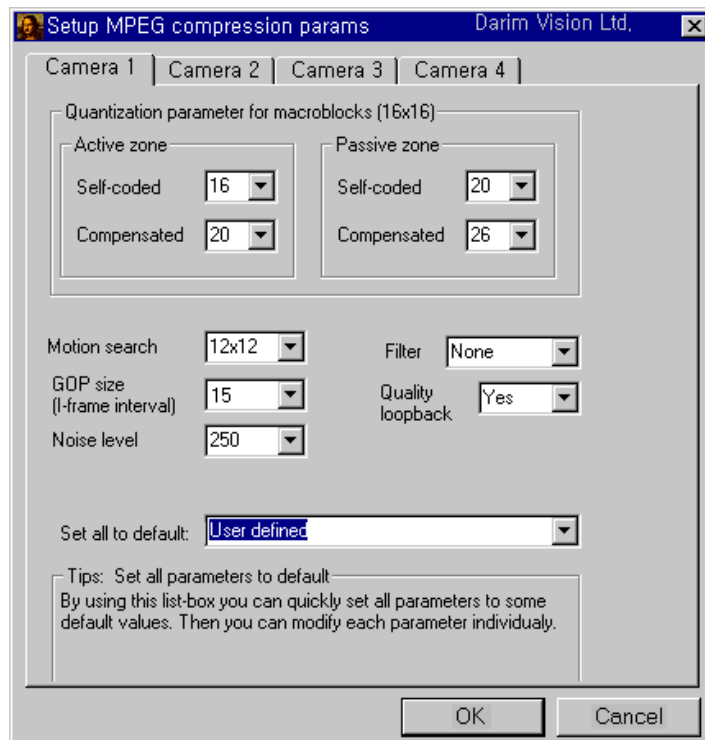 Setup MPEG compression params Darim Vision Ltd,
Camera 1 Camera 2 Camera 3 Camera 4
Quantization parameter for macroblocks (16x16)
Active zone Passive zone
Self-coded 16 Self-coded 20
Compensated 20 Compensated 26
Motion search 12x12 Filter None
GOP size
(I-frame interval) 15 Quality
loopback Yes
Noise level 250
Set all to default: User defined
Tips: Set all parameters to default
By using this list-box you can quickly set all parameters to some
default values. Then you can modify each parameter individualy.
OK Cancel